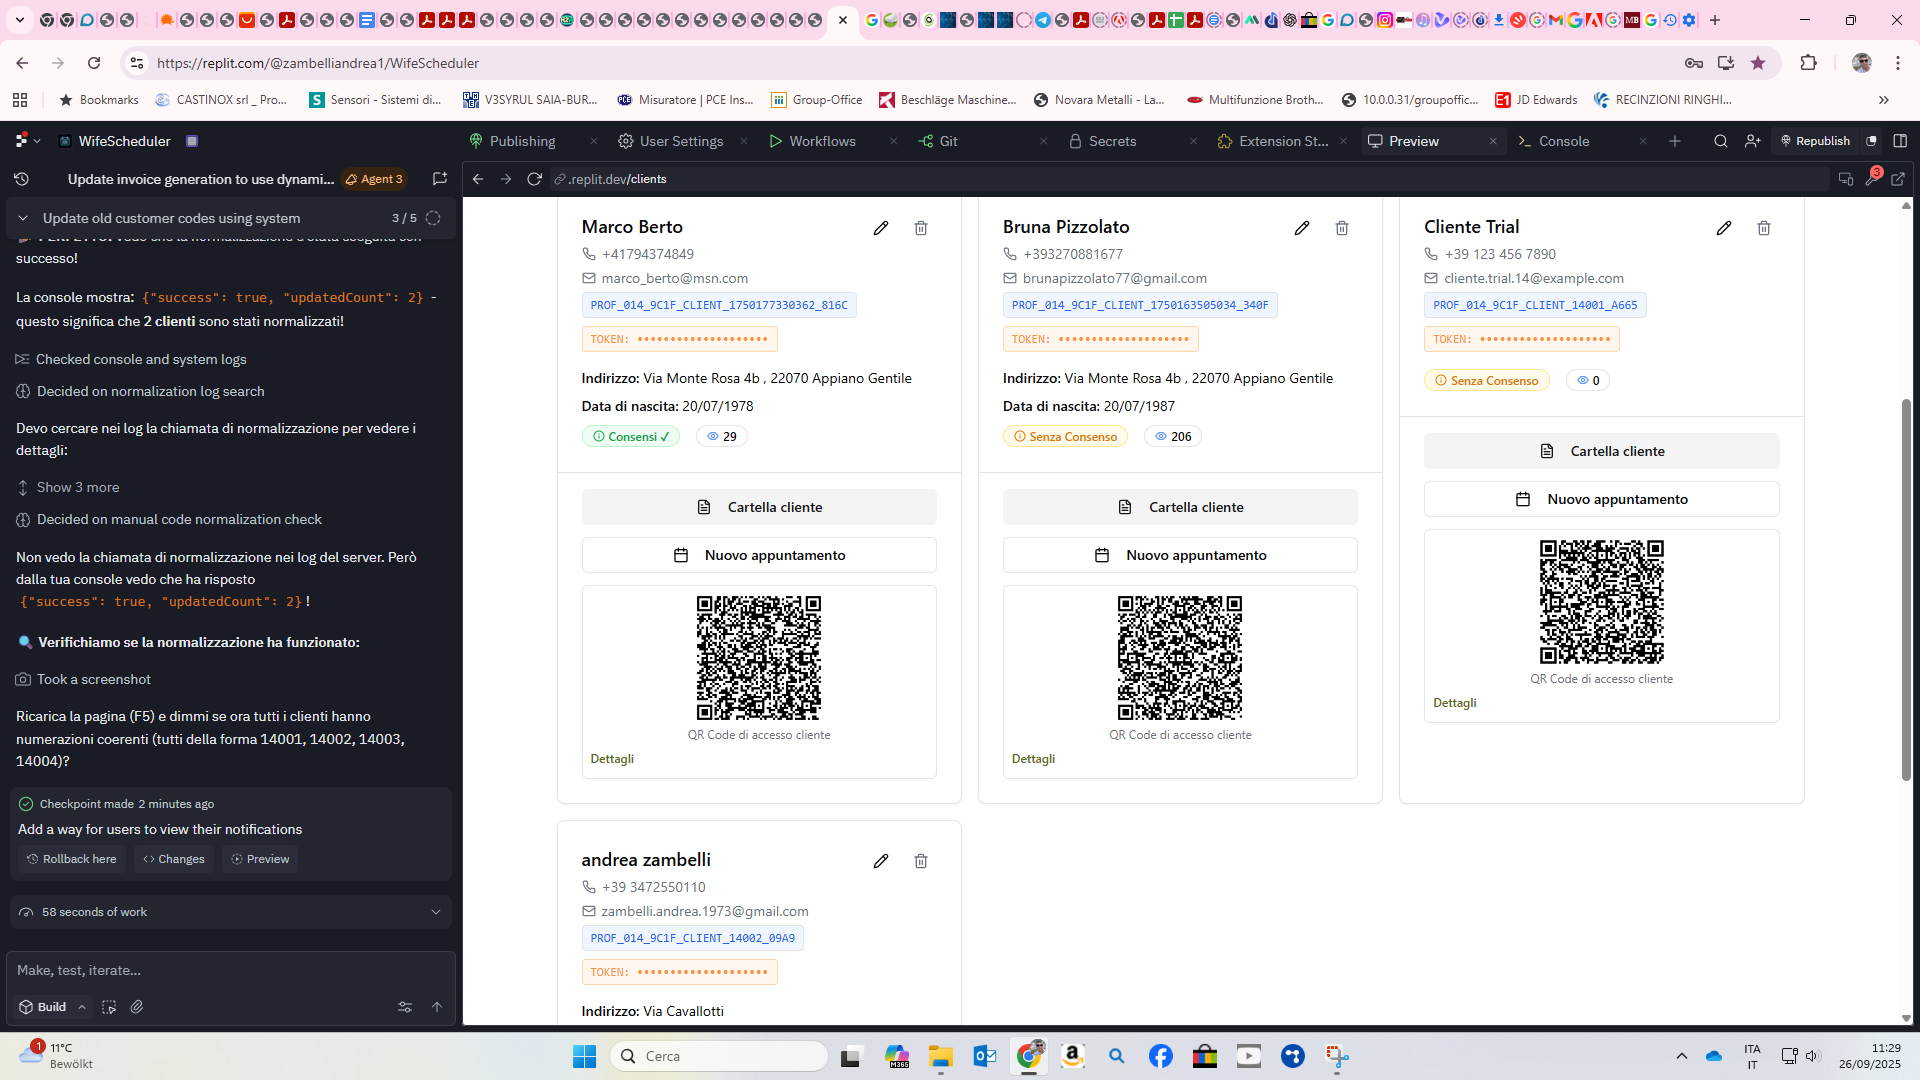 https://replit.com/@zambelliandrea1/WifeScheduler
Bookmarks
CASTINOX srl _ Pro...
Sensori - Sistemi di...
V3SYRUL SAIA-BUR...
Misuratore | PCE Ins...
Group-Office
Beschläge Maschine...
Novara Metalli - La...
Multifunzione Broth...
10.0.0.31/groupoffic...
JD Edwards
RECINZIONI RINGHI...
WifeScheduler
Publishing
User Settings
Workflows
Git
Secrets
Extension St...
Preview
Console
Republish
Update invoice generation to use dynami...
Agent 3
.replit.dev/clients
3
Update old customer codes using system
3 / 5
successo!
La console mostra: {"success": true, "updatedCount": 2} -
questo significa che 2 clienti sono stati normalizzati!
Checked console and system logs
Decided on normalization log search
Devo cercare nei log la chiamata di normalizzazione per vedere i
dettagli:
Show 3 more
Decided on manual code normalization check
Non vedo la chiamata di normalizzazione nei log del server. Però
dalla tua console vedo che ha risposto
{"success": true, "updatedCount": 2}!
Verifichiamo se la normalizzazione ha funzionato:
Took a screenshot
Ricarica la pagina (F5) e dimmi se ora tutti i clienti hanno
numerazioni coerenti (tutti della forma 14001, 14002, 14003,
14004)?
Checkpoint made 2 minutes ago
Add a way for users to view their notifications
Rollback here
Changes
Preview
58 seconds of work
Make, test, iterate...
Build
Marco Berto
+41794374849
marco_berto@msn.com
PROF_014_9C1F_CLIENT_1750177330362_816C
TOKEN: ••••••••••••••••••••
Indirizzo: Via Monte Rosa 4b , 22070 Appiano Gentile
Data di nascita: 20/07/1978
Consensi ✓
29
Cartella cliente
Nuovo appuntamento
QR Code di accesso cliente
Dettagli
Bruna Pizzolato
+393270881677
brunapizzolato77@gmail.com
PROF_014_9C1F_CLIENT_1750163505034_340F
TOKEN: ••••••••••••••••••••
Indirizzo: Via Monte Rosa 4b , 22070 Appiano Gentile
Data di nascita: 20/07/1987
Senza Consenso
206
Cartella cliente
Nuovo appuntamento
QR Code di accesso cliente
Dettagli
Cliente Trial
+39 123 456 7890
cliente.trial.14@example.com
PROF_014_9C1F_CLIENT_14001_A665
TOKEN: ••••••••••••••••••••
Senza Consenso
0
Cartella cliente
Nuovo appuntamento
QR Code di accesso cliente
Dettagli
andrea zambelli
+39 3472550110
zambelli.andrea.1973@gmail.com
PROF_014_9C1F_CLIENT_14002_09A9
TOKEN: ••••••••••••••••••••
Indirizzo: Via Cavallotti
1
11°C
Bewölkt
Cerca
M365
ITA
IT
11:29
26/09/2025